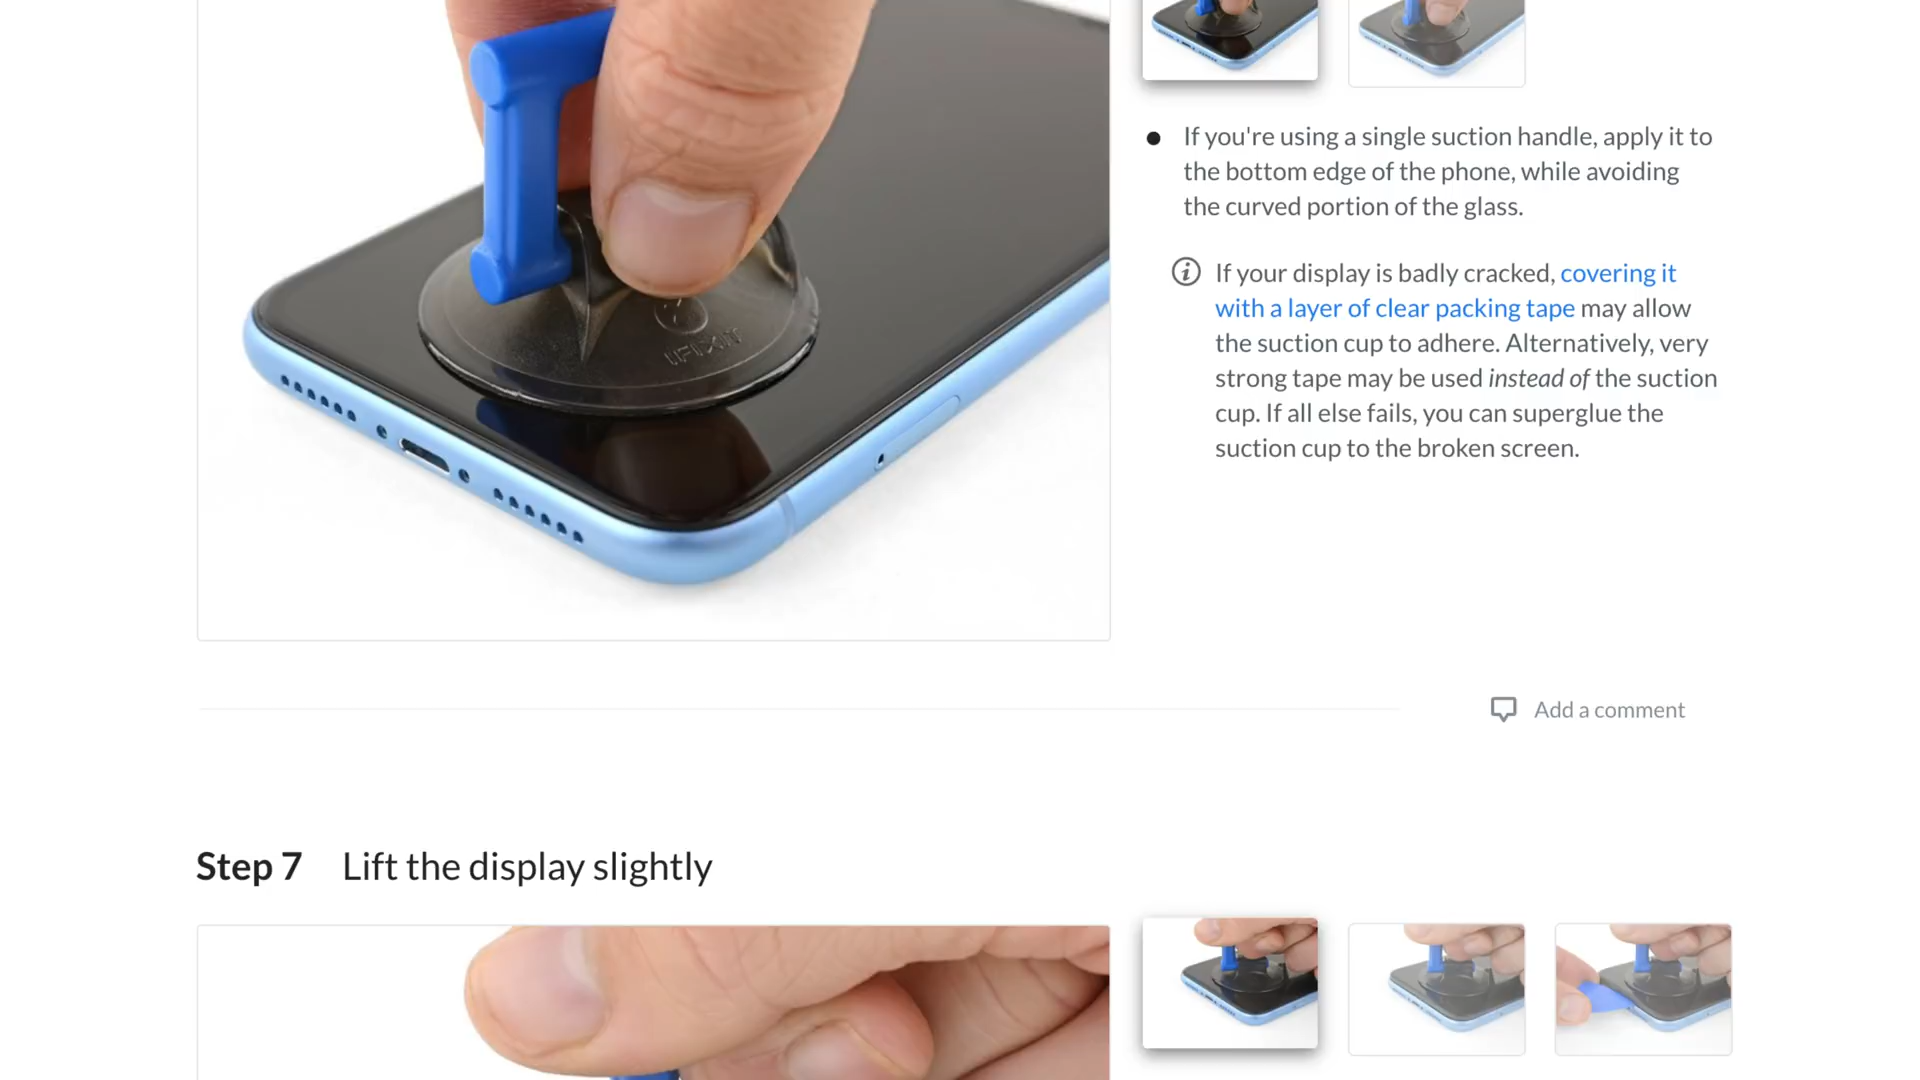 If you're using a single suction handle, apply it to
the bottom edge of the phone, while avoiding
the curved portion of the glass.
If your display is badly cracked, covering it
with a layer of clear packing tape may allow
the suction cup to adhere. Alternatively, very
strong tape may be used instead of the suction
cup. If all else fails, you can superglue the
suction cup to the broken screen.
IFIXIT
Add a comment
Step 7 Lift the display slightly